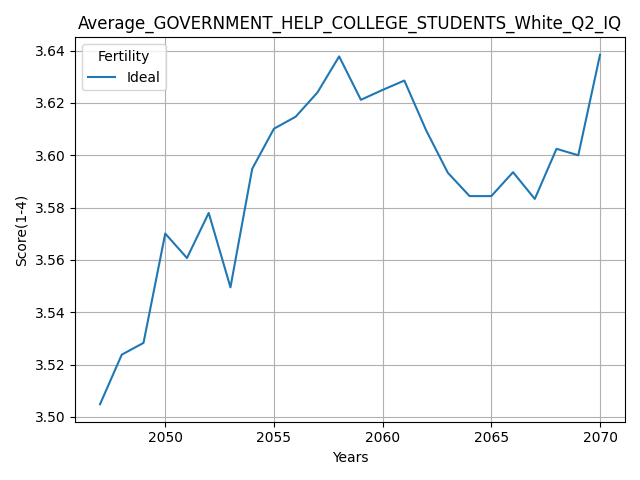 Average_GOVERNMENT_HELP_COLLEGE_STUDENTS_White_Q2_IQ
Fertility
Ideal
Score(1-4)
3.64
3.62
3.60
3.58
3.56
3.54
3.52
3.50
2050 2055 2060 2065 2070
Years